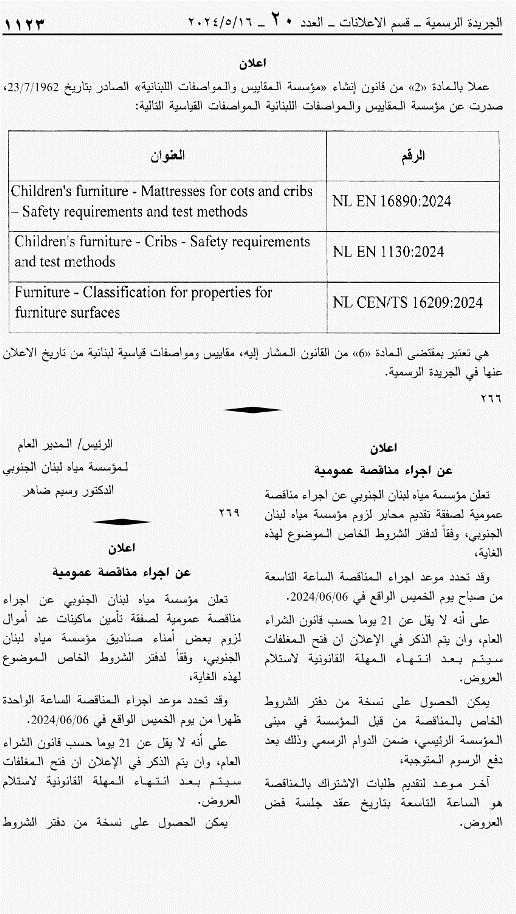 الجريدة الرسمية – قسم الاعلانات – العدد ٢٠ – ٢٠٢٤/٥/١٦
١١٢٣
اعلان
عملا بالمادة «2» من قانون إنشاء «مؤسسة المقاييس والمواصفات اللبنانية» الصادر بتاريخ 23/7/1962،
صدرت عن مؤسسة المقاييس والمواصفات اللبنانية المواصفات القياسية التالية:
الرقم
العنوان
NL EN 16890:2024
Children's furniture - Mattresses for cots and cribs
– Safety requirements and test methods
NL EN 1130:2024
Children's furniture - Cribs - Safety requirements
and test methods
NL CEN/TS 16209:2024
Furniture - Classification for properties for
furniture surfaces
هي تعتبر بمقتضى المادة «6» من القانون المشار إليه، مقاييس ومواصفات قياسية لبنانية من تاريخ الاعلان
عنها في الجريدة الرسمية.
٢٦٦
اعلان
عن اجراء مناقصة عمومية
تعلن مؤسسة مياه لبنان الجنوبي عن اجراء مناقصة
عمومية لصفقة تقديم محابر لزوم مؤسسة مياه لبنان
الجنوبي، وفقاً لدفتر الشروط الخاص الموضوع لهذه
الغاية،
وقد تحدد موعد اجراء المناقصة الساعة التاسعة
من صباح يوم الخميس الواقع في 2024/06/06.
على أنه لا يقل عن 21 يوما حسب قانون الشراء
العام، وان يتم الذكر في الإعلان ان فتح المغلفات
سيتم بعد انتهاء المهلة القانونية لاستلام
العروض.
يمكن الحصول على نسخة من دفتر الشروط
الخاص بالمناقصة من قبل المؤسسة في مبنى
المؤسسة الرئيسي، ضمن الدوام الرسمي وذلك بعد
دفع الرسوم المتوجبة،
آخر موعد لتقديم طلبات الاشتراك بالمناقصة
هو الساعة التاسعة بتاريخ عقد جلسة فض
العروض.
الرئيس/ المدير العام
لمؤسسة مياه لبنان الجنوبي
الدكتور وسيم ضاهر
٢٦٩
اعلان
عن اجراء مناقصة عمومية
تعلن مؤسسة مياه لبنان الجنوبي عن اجراء
مناقصة عمومية لصفقة تأمين ماكينات عد أموال
لزوم بعض أمناء صناديق مؤسسة مياه لبنان
الجنوبي، وفقاً لدفتر الشروط الخاص الموضوع
لهذه الغاية،
وقد تحدد موعد اجراء المناقصة الساعة الواحدة
ظهرا من يوم الخميس الواقع في 2024/06/06.
على أنه لا يقل عن 21 يوما حسب قانون الشراء
العام، وان يتم الذكر في الإعلان ان فتح المغلفات
سيتم بعد انتهاء المهلة القانونية لاستلام
العروض.
يمكن الحصول على نسخة من دفتر الشروط